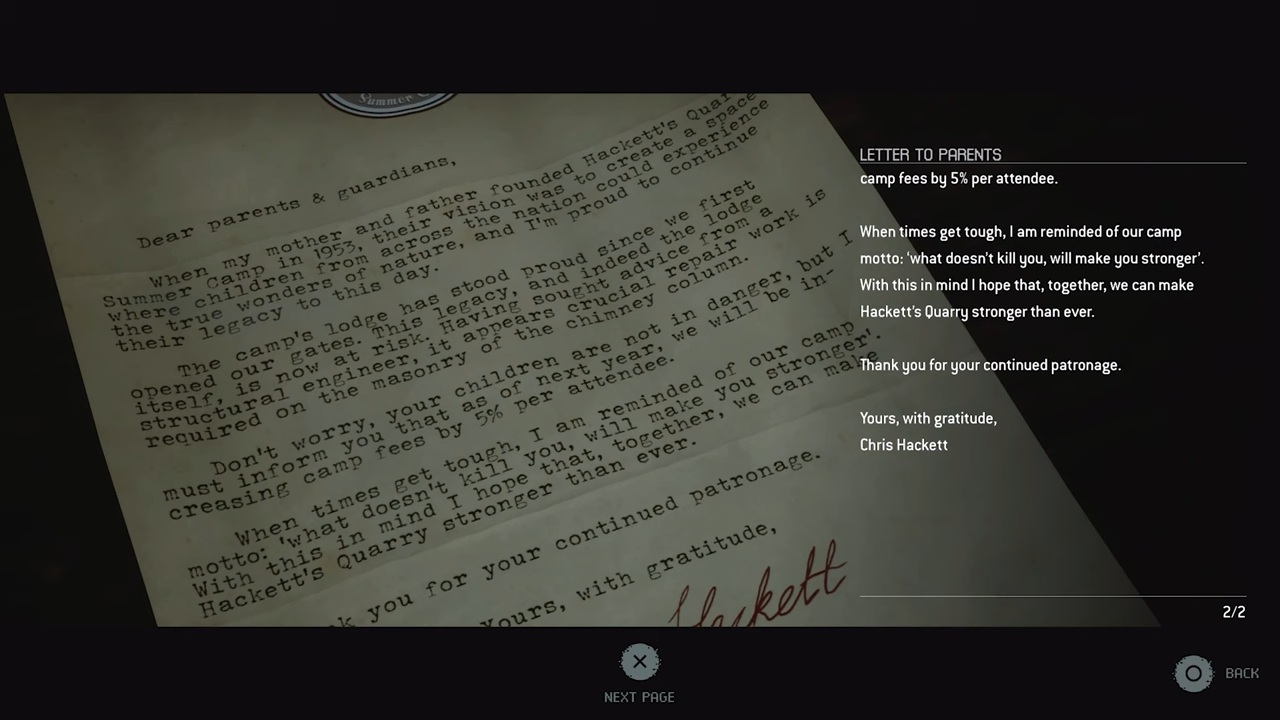 Summer
Dear parents & guardians,
When my mother and father founded Hackett's Quar
Summer Camp in 1953, their vision was to create a space
where children from across the nation could experience
the true wonders of nature, and I'm proud to continue
their legacy to this day.
The camp's lodge has stood proud since we first
opened our gates. This legacy, and indeed the lodge
itself, is now at risk. Having sought advice from a
structural engineer, it appears crucial repair work is
required on the masonry of the chimney column.
Don't worry, your children are not in danger, but I
must inform you that as of next year, we will be in-
creasing camp fees by 5% per attendee.
When times get tough, I am reminded of our camp
motto: 'what doesn't kill you, will make you stronger'.
With this in mind I hope that, together, we can make
Hackett's Quarry stronger than ever.
k you for your continued patronage.
Yours, with gratitude,
Hackett
LETTER TO PARENTS
camp fees by 5% per attendee.
When times get tough, I am reminded of our camp
motto: 'what doesn't kill you, will make you stronger'.
With this in mind I hope that, together, we can make
Hackett's Quarry stronger than ever.
Thank you for your continued patronage.
Yours, with gratitude,
Chris Hackett
2/2
NEXT PAGE
BACK